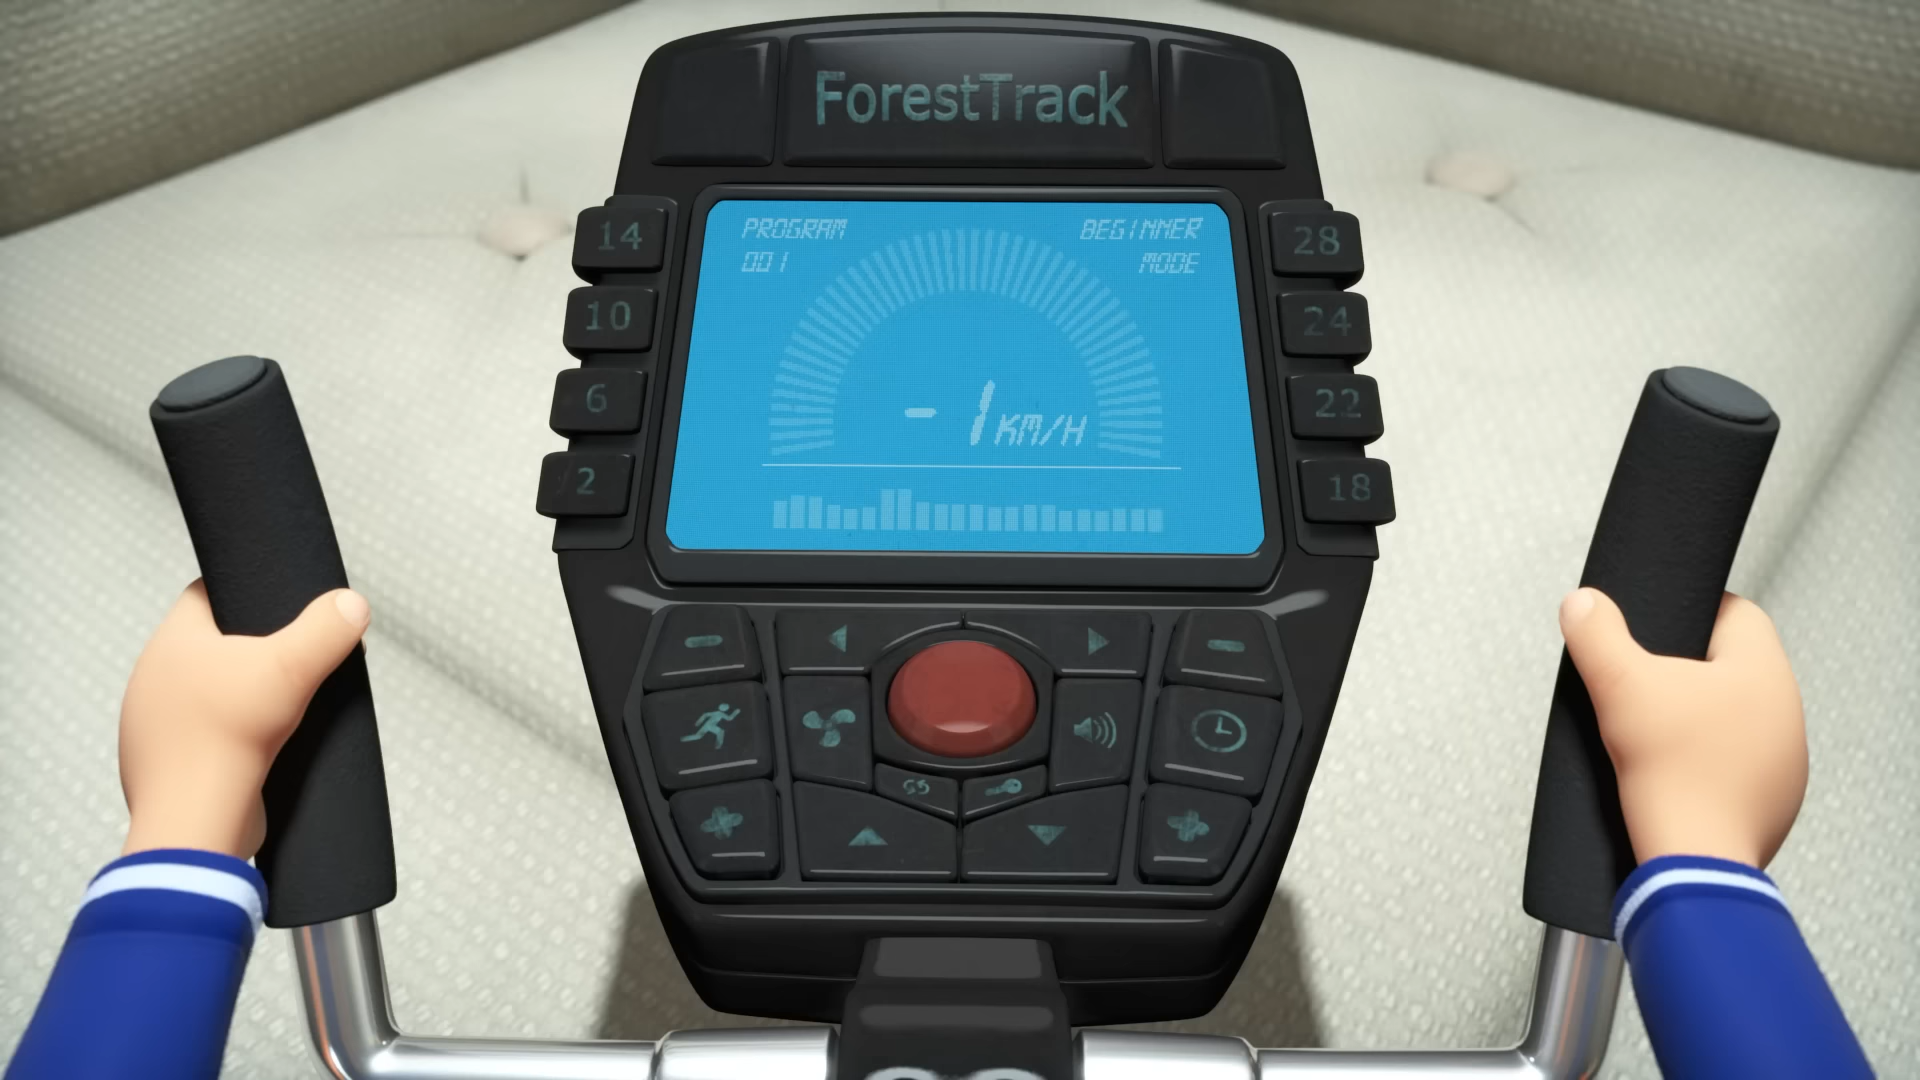 ForestTrack
PROGRAM
001
BEGINNER
MODE
14
10
6
2
28
24
22
18
- 1 KM/H